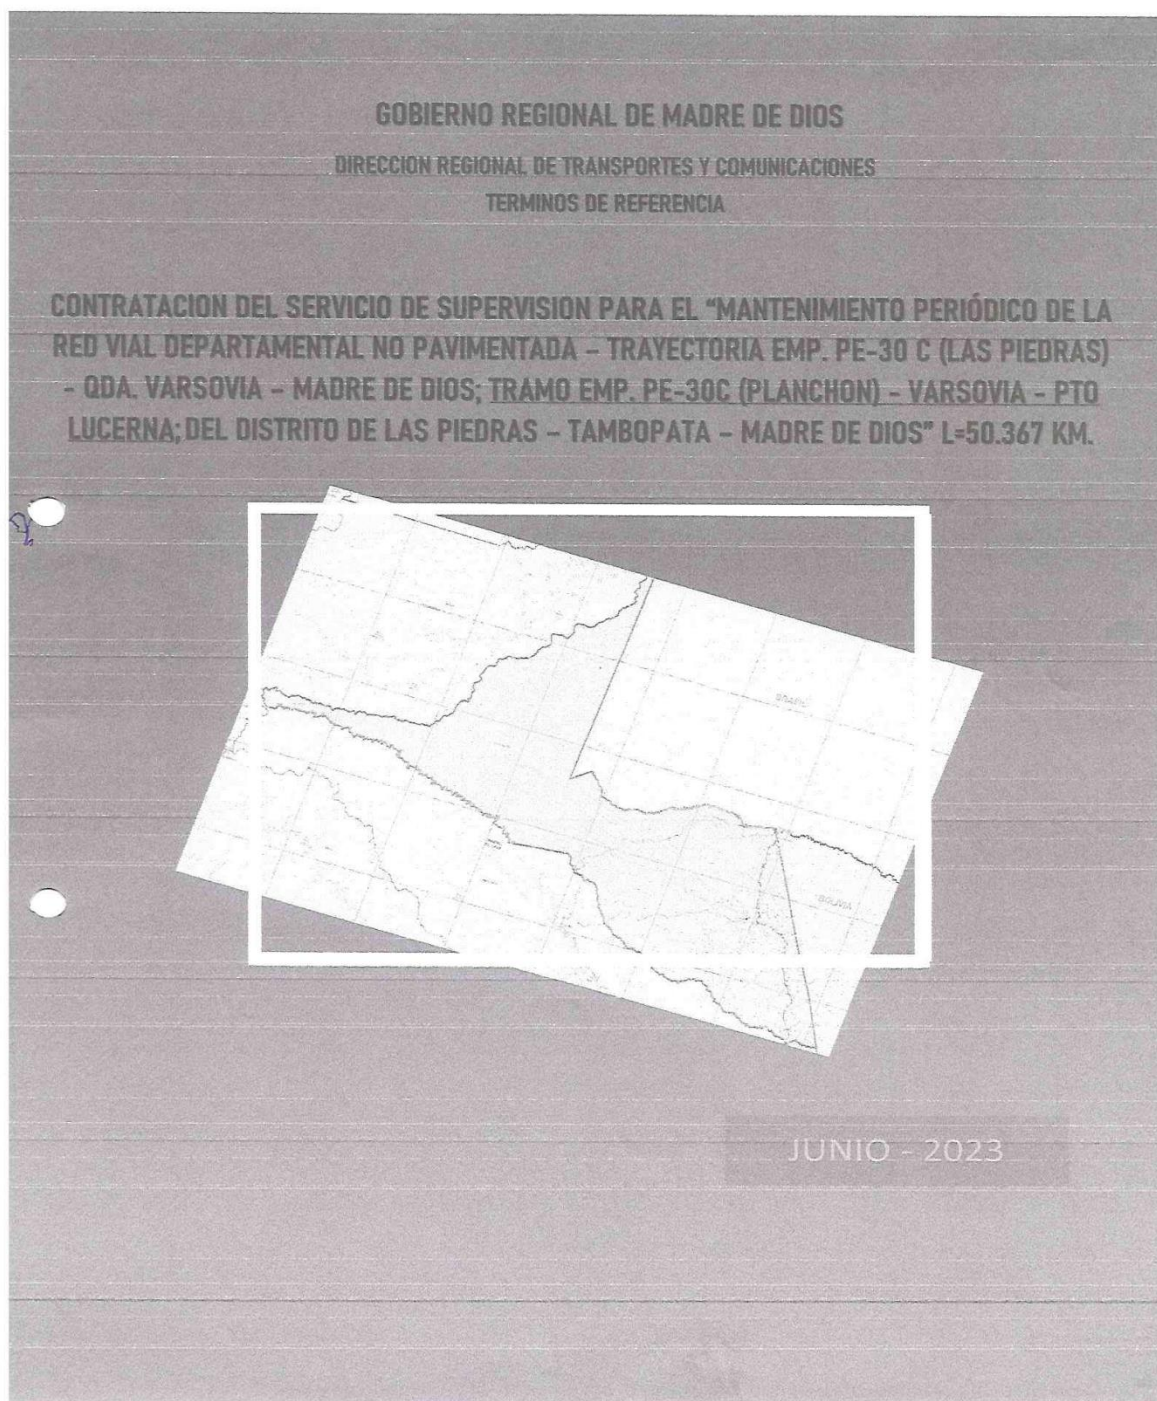 GOBIERNO REGIONAL DE MADRE DE DIOS
DIRECCION REGIONAL DE TRANSPORTES Y COMUNICACIONES
TERMINOS DE REFERENCIA
CONTRATACION DEL SERVICIO DE SUPERVISION PARA EL “MANTENIMIENTO PERIÓDICO DE LA
RED VIAL DEPARTAMENTAL NO PAVIMENTADA – TRAYECTORIA EMP. PE-30 C (LAS PIEDRAS)
– QDA. VARSOVIA – MADRE DE DIOS; TRAMO EMP. PE-30C (PLANCHON) – VARSOVIA - PTO
LUCERNA; DEL DISTRITO DE LAS PIEDRAS – TAMBOPATA – MADRE DE DIOS” L=50.367 KM.
BOLIVIA
JUNIO - 2023